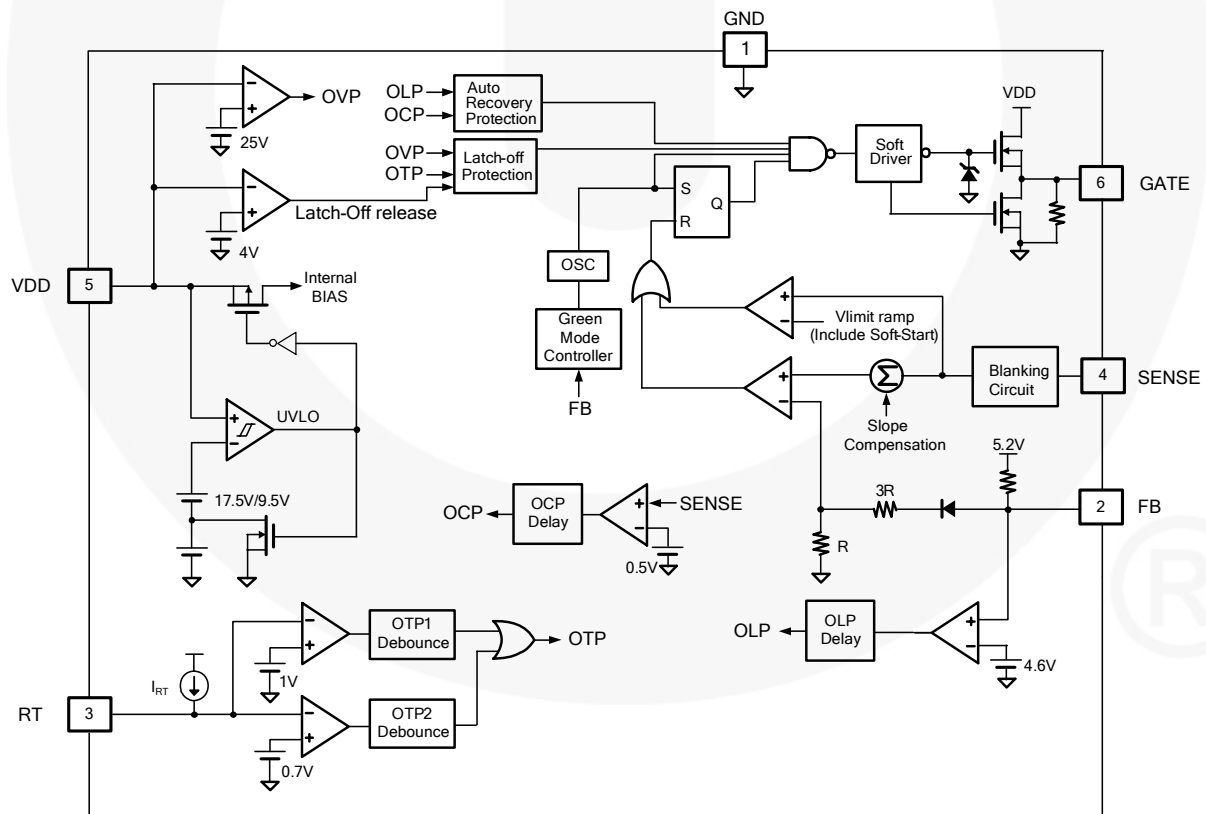 GND
1
OVP
25V
OLP
OCP
Auto
Recovery
Protection
OVP
OTP
Latch-off
Protection
Latch-Off release
4V
S
R
Q
Soft
Driver
VDD
6
GATE
VDD
5
Internal
BIAS
OSC
Green
Mode
Controller
FB
Vlimit ramp
(Include Soft-Start)
Σ
Slope
Compensation
Blanking
Circuit
4
SENSE
UVLO
17.5V/9.5V
OCP
OCP
Delay
SENSE
0.5V
5.2V
3R
R
2
FB
OLP
OLP
Delay
4.6V
RT
3
IRT
1V
OTP1
Debounce
OTP
0.7V
OTP2
Debounce
®